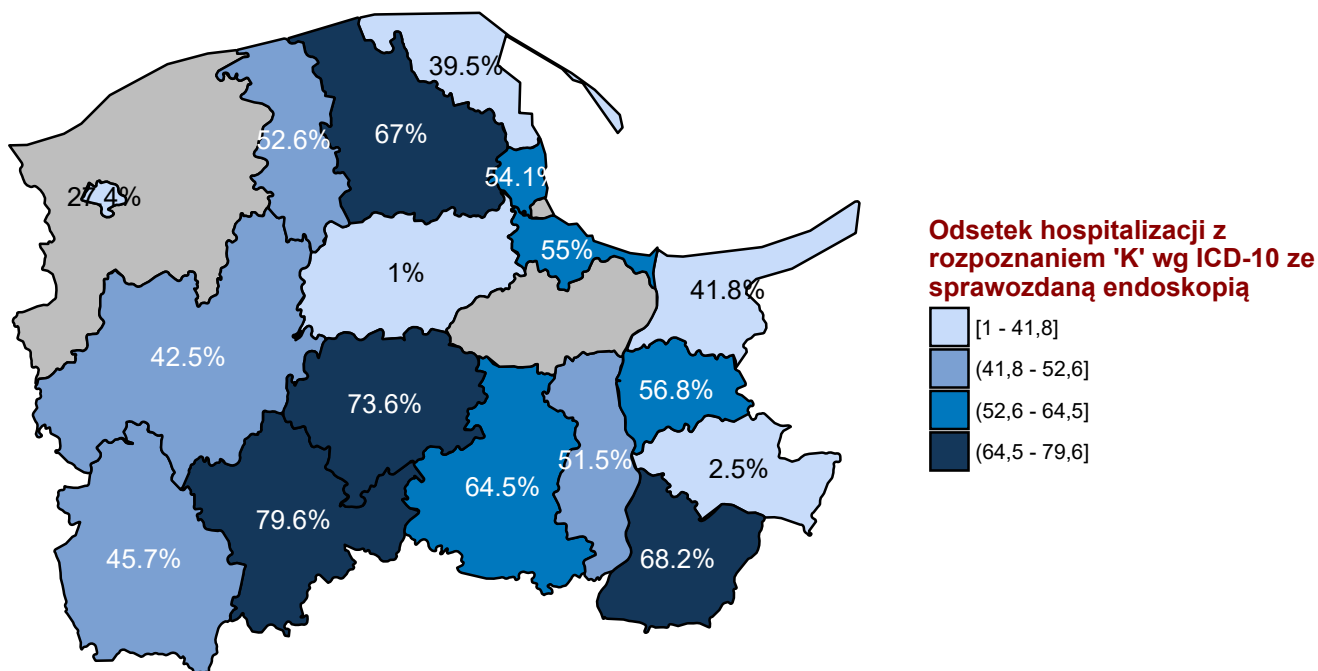 39.5%
52.6%
67%
54.1%
27.4%
55%
1%
41.8%
42.5%
56.8%
73.6%
51.5%
2.5%
64.5%
79.6%
45.7%
68.2%
Odsetek hospitalizacji z
rozpoznaniem 'K' wg ICD-10 ze
sprawozdaną endoskopią
[1 - 41,8]
(41,8 - 52,6]
(52,6 - 64,5]
(64,5 - 79,6]